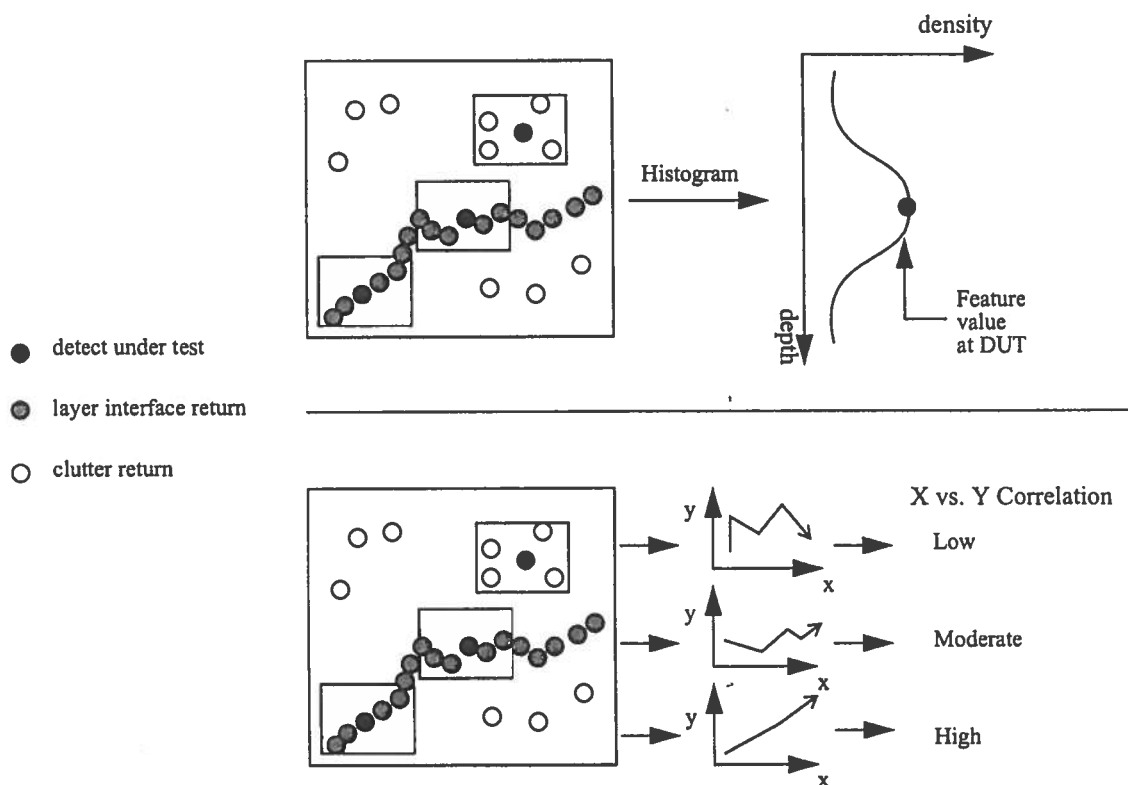 density
Histogram
depth
Feature
value
at DUT
detect under test
layer interface return
clutter return
X vs. Y Correlation
y
x
Low
y
x
Moderate
y
x
High